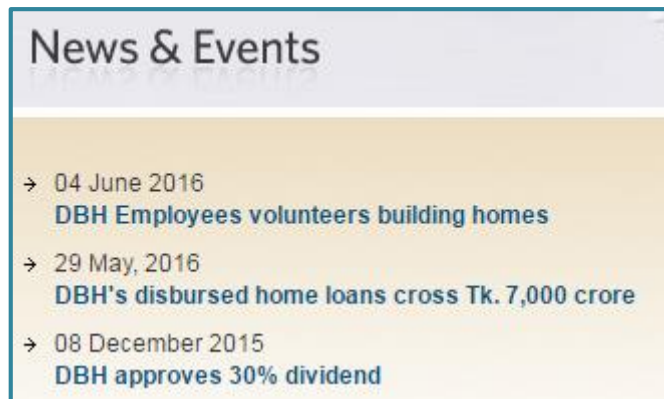 News & Events
→ 04 June 2016
DBH Employees volunteers building homes
→ 29 May, 2016
DBH's disbursed home loans cross Tk. 7,000 crore
→ 08 December 2015
DBH approves 30% dividend